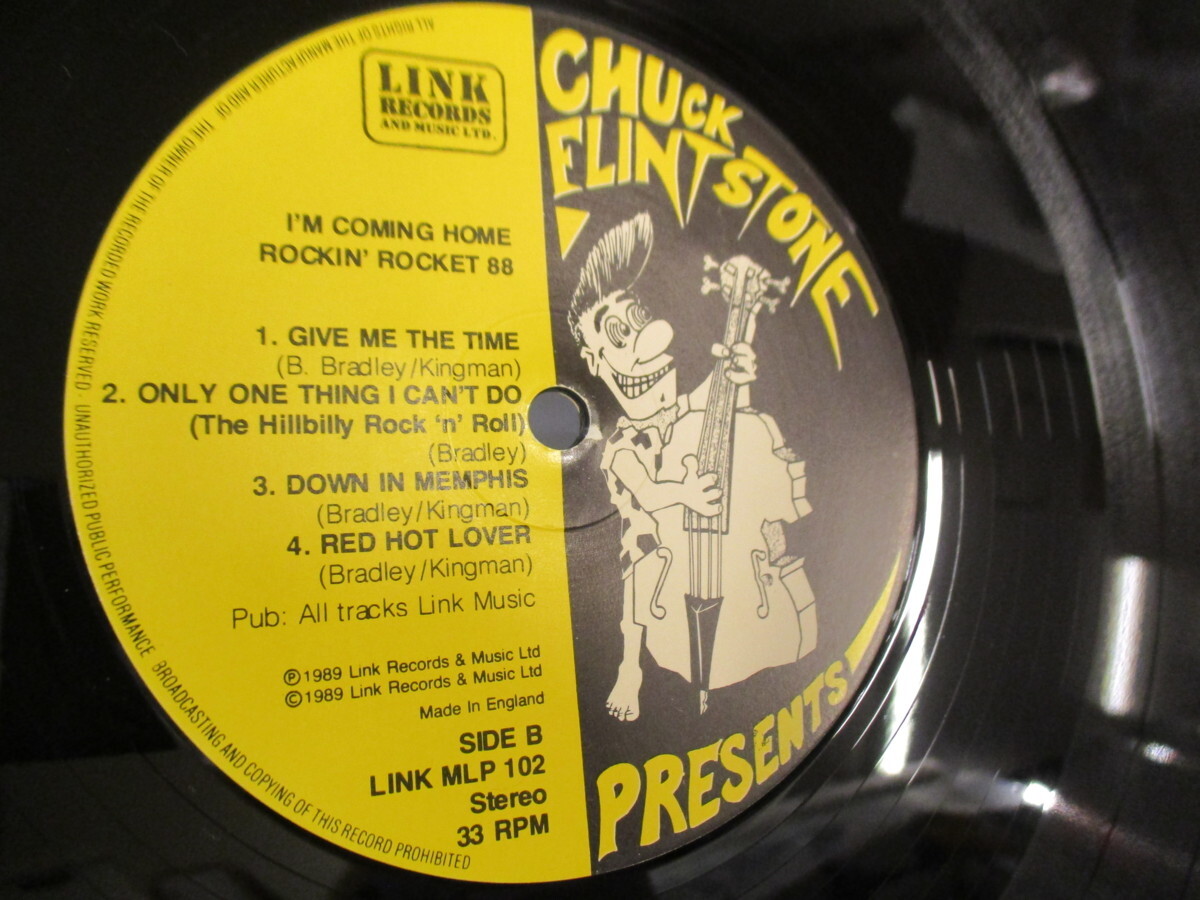 LINK
RECORDS
AND MUSIC LTD.
CHUCK
FLINTSTONE
I'M COMING HOME
ROCKIN' ROCKET 88
1. GIVE ME THE TIME
(B. Bradley/Kingman)
2. ONLY ONE THING I CAN'T DO
(The Hillbilly Rock 'n' Roll)
(Bradley)
3. DOWN IN MEMPHIS
(Bradley/Kingman)
4. RED HOT LOVER
(Bradley/Kingman)
Pub: All tracks Link Music
℗1989 Link Records & Music Ltd
©1989 Link Records & Music Ltd
Made In England
SIDE B
LINK MLP 102
Stereo
33 RPM
PRESENTS
ALL RIGHTS OF THE MANUFACTURER AND OF THE OWNER OF THE RECORDED WORK RESERVED - UNAUTHORIZED PUBLIC PERFORMANCE BROADCASTING AND COPYING OF THIS RECORD PROHIBITED